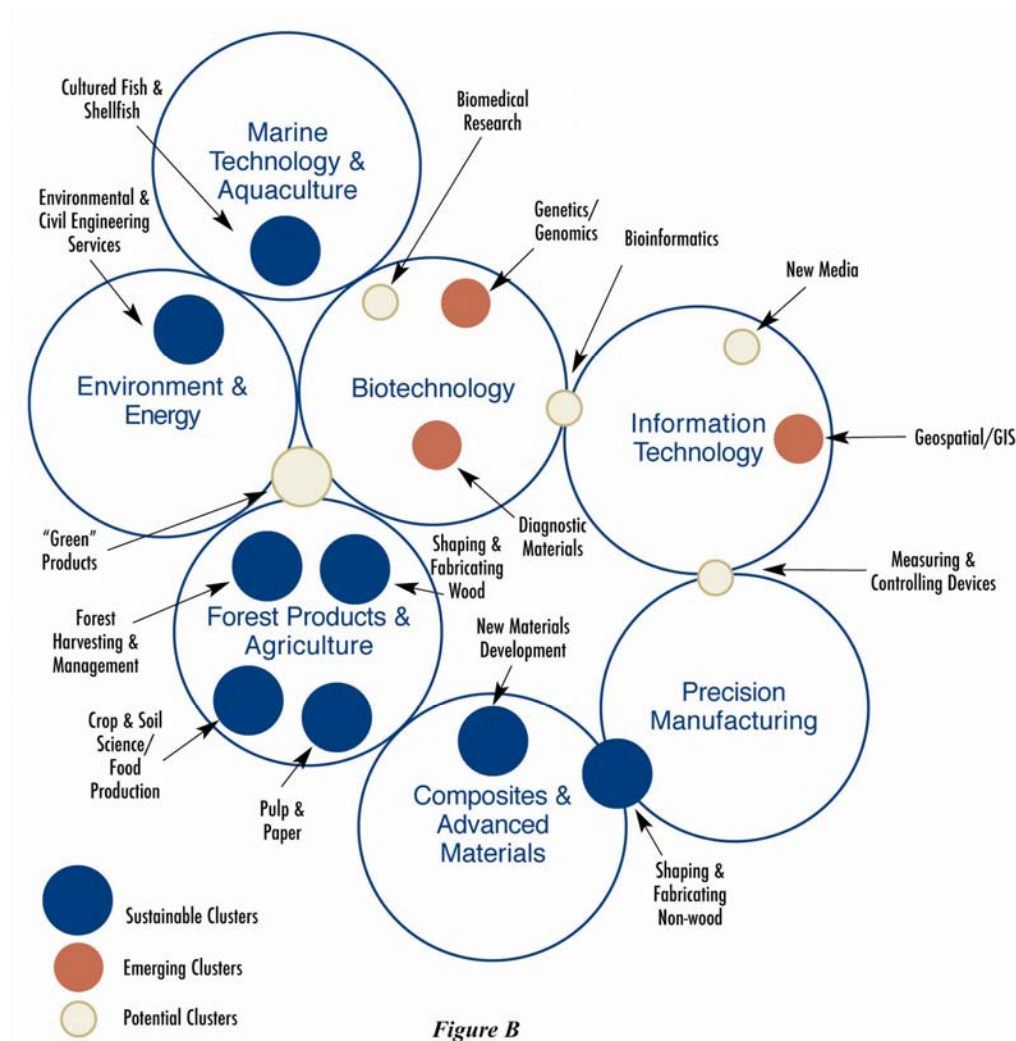 Cultured Fish &
Shellfish
Biomedical
Research
Marine
Technology &
Aquaculture
Environmental &
Civil Engineering
Services
Genetics/
Genomics
Bioinformatics
New Media
Environment &
Energy
Biotechnology
Information
Technology
Geospatial/GIS
"Green"
Products
Diagnostic
Materials
Shaping &
Fabricating
Wood
Measuring &
Controlling Devices
Forest
Harvesting &
Management
Forest Products &
Agriculture
New Materials
Development
Precision
Manufacturing
Crop & Soil
Science/
Food
Production
Pulp &
Paper
Composites &
Advanced
Materials
Shaping &
Fabricating
Non-wood
Sustainable Clusters
Emerging Clusters
Potential Clusters
Figure B